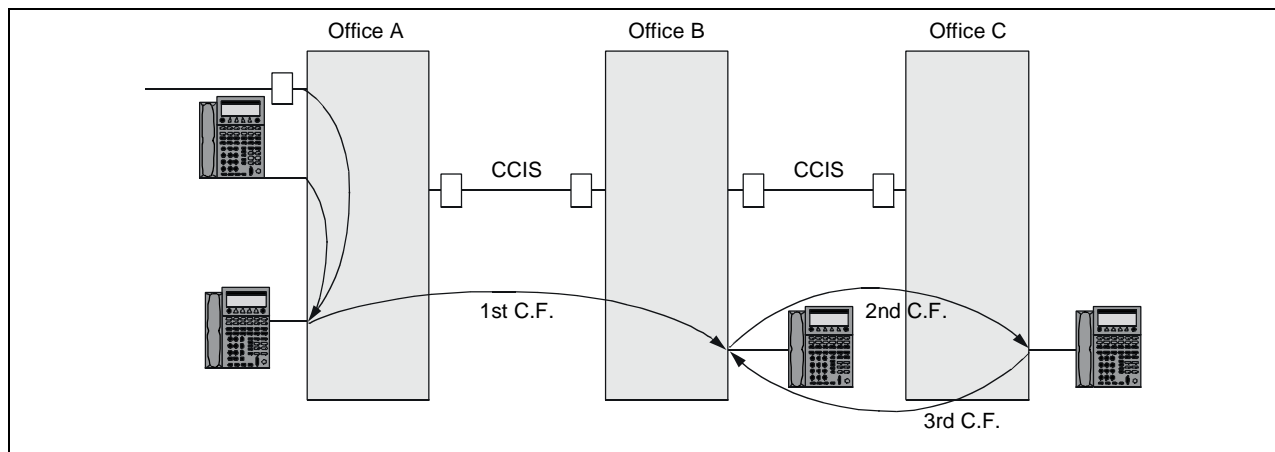 Office A
Office B
Office C
CCIS
CCIS
1st C.F.
2nd C.F.
3rd C.F.